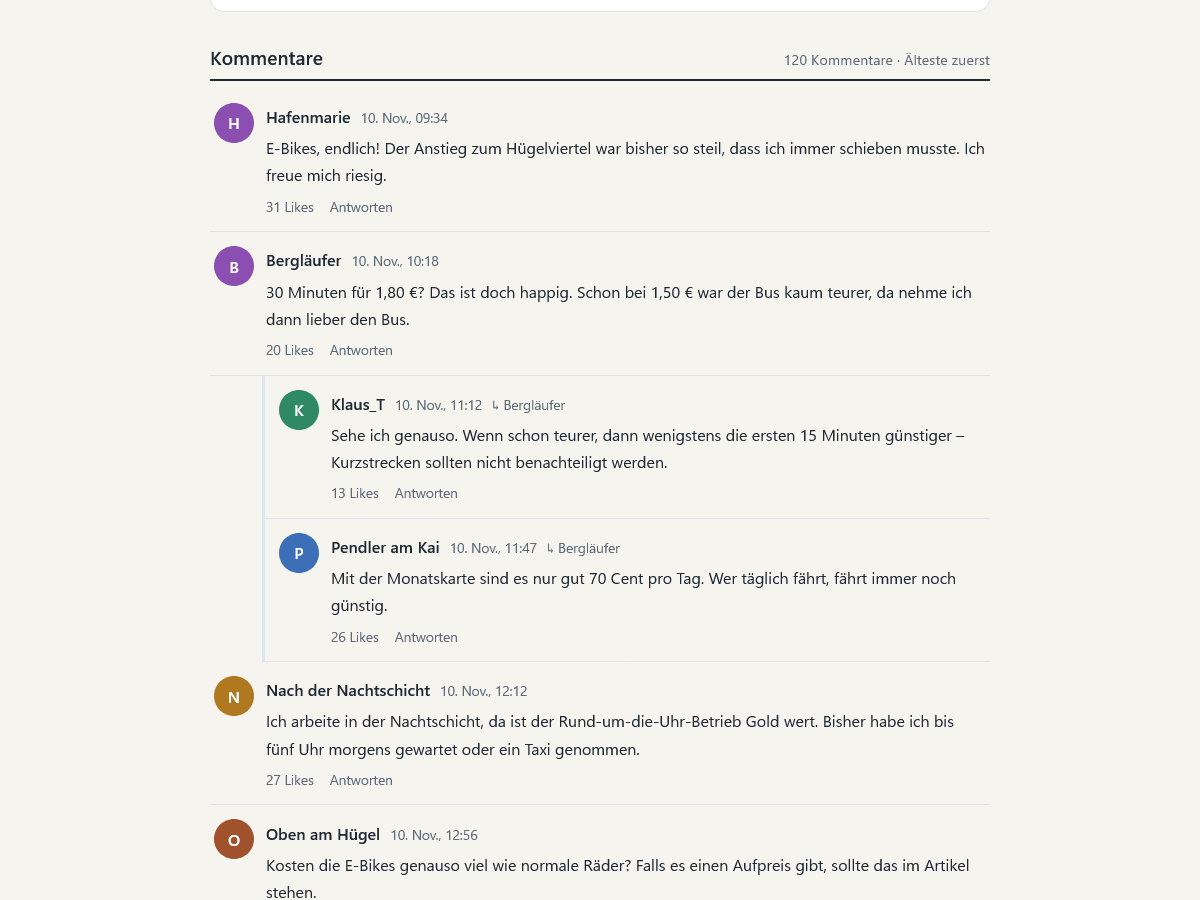 Kommentare
120 Kommentare · Älteste zuerst
H
Hafenmarie 10. Nov., 09:34
E-Bikes, endlich! Der Anstieg zum Hügelviertel war bisher so steil, dass ich immer schieben musste. Ich
freue mich riesig.
31 Likes Antworten
B
Bergläufer 10. Nov., 10:18
30 Minuten für 1,80 €? Das ist doch happig. Schon bei 1,50 € war der Bus kaum teurer, da nehme ich
dann lieber den Bus.
20 Likes Antworten
K
Klaus_T 10. Nov., 11:12 ↳ Bergläufer
Sehe ich genauso. Wenn schon teurer, dann wenigstens die ersten 15 Minuten günstiger –
Kurzstrecken sollten nicht benachteiligt werden.
13 Likes Antworten
P
Pendler am Kai 10. Nov., 11:47 ↳ Bergläufer
Mit der Monatskarte sind es nur gut 70 Cent pro Tag. Wer täglich fährt, fährt immer noch
günstig.
26 Likes Antworten
N
Nach der Nachtschicht 10. Nov., 12:12
Ich arbeite in der Nachtschicht, da ist der Rund-um-die-Uhr-Betrieb Gold wert. Bisher habe ich bis
fünf Uhr morgens gewartet oder ein Taxi genommen.
27 Likes Antworten
O
Oben am Hügel 10. Nov., 12:56
Kosten die E-Bikes genauso viel wie normale Räder? Falls es einen Aufpreis gibt, sollte das im Artikel
stehen.